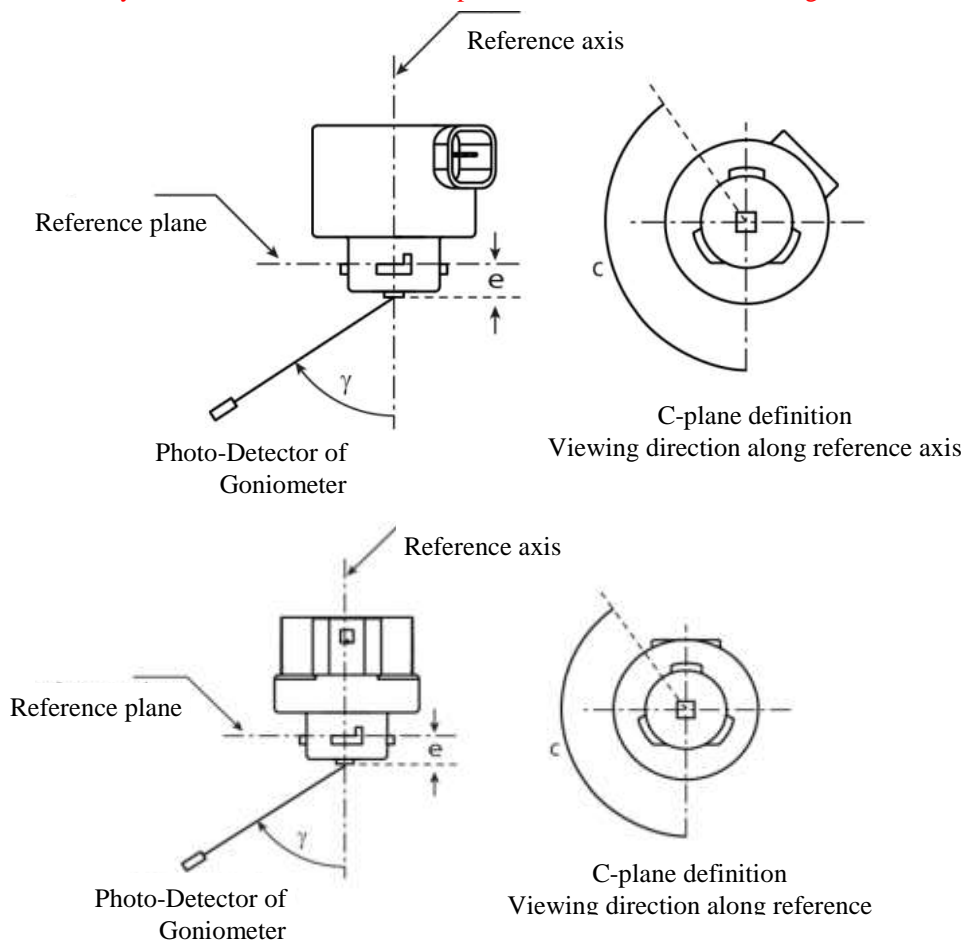 Reference axis
Reference plane
e
c
γ
C-plane definition
Viewing direction along reference axis
Photo-Detector of
Goniometer
Reference axis
Reference plane
e
c
γ
C-plane definition
Viewing direction along reference
Photo-Detector of
Goniometer